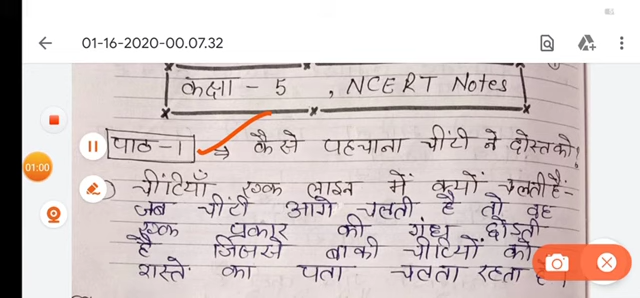 01-16-2020-00.07.32
कक्षा - 5 , NCERT Notes
पाठ-1 ⇒ कैसे पहचाना चींटी ने दोस्त को!
01:00
) चींटियाँ एक लाइन में क्यों चलती हैं-
जब चींटी आगे चलती है तो वह
एक प्रकार की गंध छोड़ती
है जिससे बाकी चीटियों को
रास्ते का पता चलता रहता है।